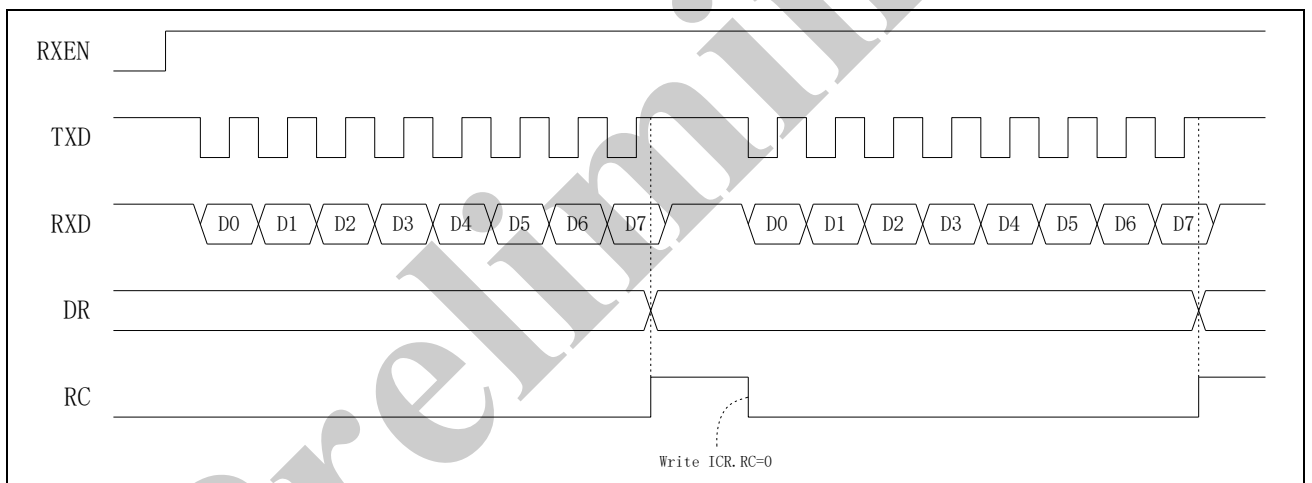 RXEN
TXD
RXD D0 D1 D2 D3 D4 D5 D6 D7 D0 D1 D2 D3 D4 D5 D6 D7
DR
RC
Write ICR.RC=0
Prelimin